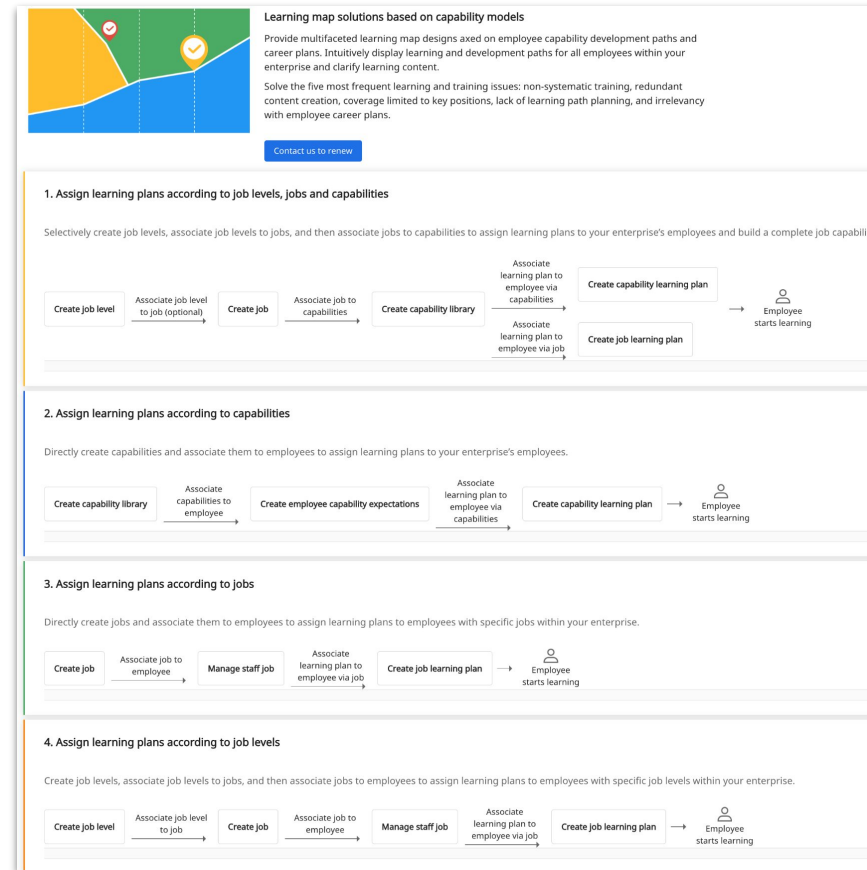 Learning map solutions based on capability models
Provide multifaceted learning map designs axed on employee capability development paths and
career plans. Intuitively display learning and development paths for all employees within your
enterprise and clarify learning content.
Solve the five most frequent learning and training issues: non-systematic training, redundant
content creation, coverage limited to key positions, lack of learning path planning, and irrelevancy
with employee career plans.
Contact us to renew
1. Assign learning plans according to job levels, jobs and capabilities
Selectively create job levels, associate job levels to jobs, and then associate jobs to capabilities to assign learning plans to your enterprise's employees and build a complete job capabili
Create job level
Associate job level
to job (optional)
Create job
Associate job to
capabilities
Create capability library
Associate
learning plan to
employee via
capabilities
Create capability learning plan
Associate
learning plan to
employee via job
Create job learning plan
Employee
starts learning
2. Assign learning plans according to capabilities
Directly create capabilities and associate them to employees to assign learning plans to your enterprise's employees.
Create capability library
Associate
capabilities to
employee
Create employee capability expectations
Associate
learning plan to
employee via
capabilities
Create capability learning plan
Employee
starts learning
3. Assign learning plans according to jobs
Directly create jobs and associate them to employees to assign learning plans to employees with specific jobs within your enterprise.
Create job
Associate job to
employee
Manage staff job
Associate
learning plan to
employee via job
Create job learning plan
Employee
starts learning
4. Assign learning plans according to job levels
Create job levels, associate job levels to jobs, and then associate jobs to employees to assign learning plans to employees with specific job levels within your enterprise.
Create job level
Associate job level
to job
Create job
Associate job to
employee
Manage staff job
Associate
learning plan to
employee via job
Create job learning plan
Employee
starts learning